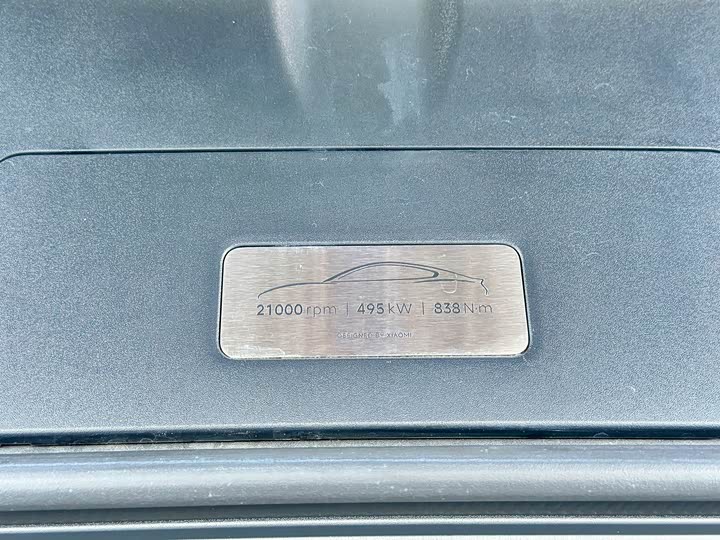 21000 rpm | 495 kW | 838 N·m
DESIGNED BY XIAOMI